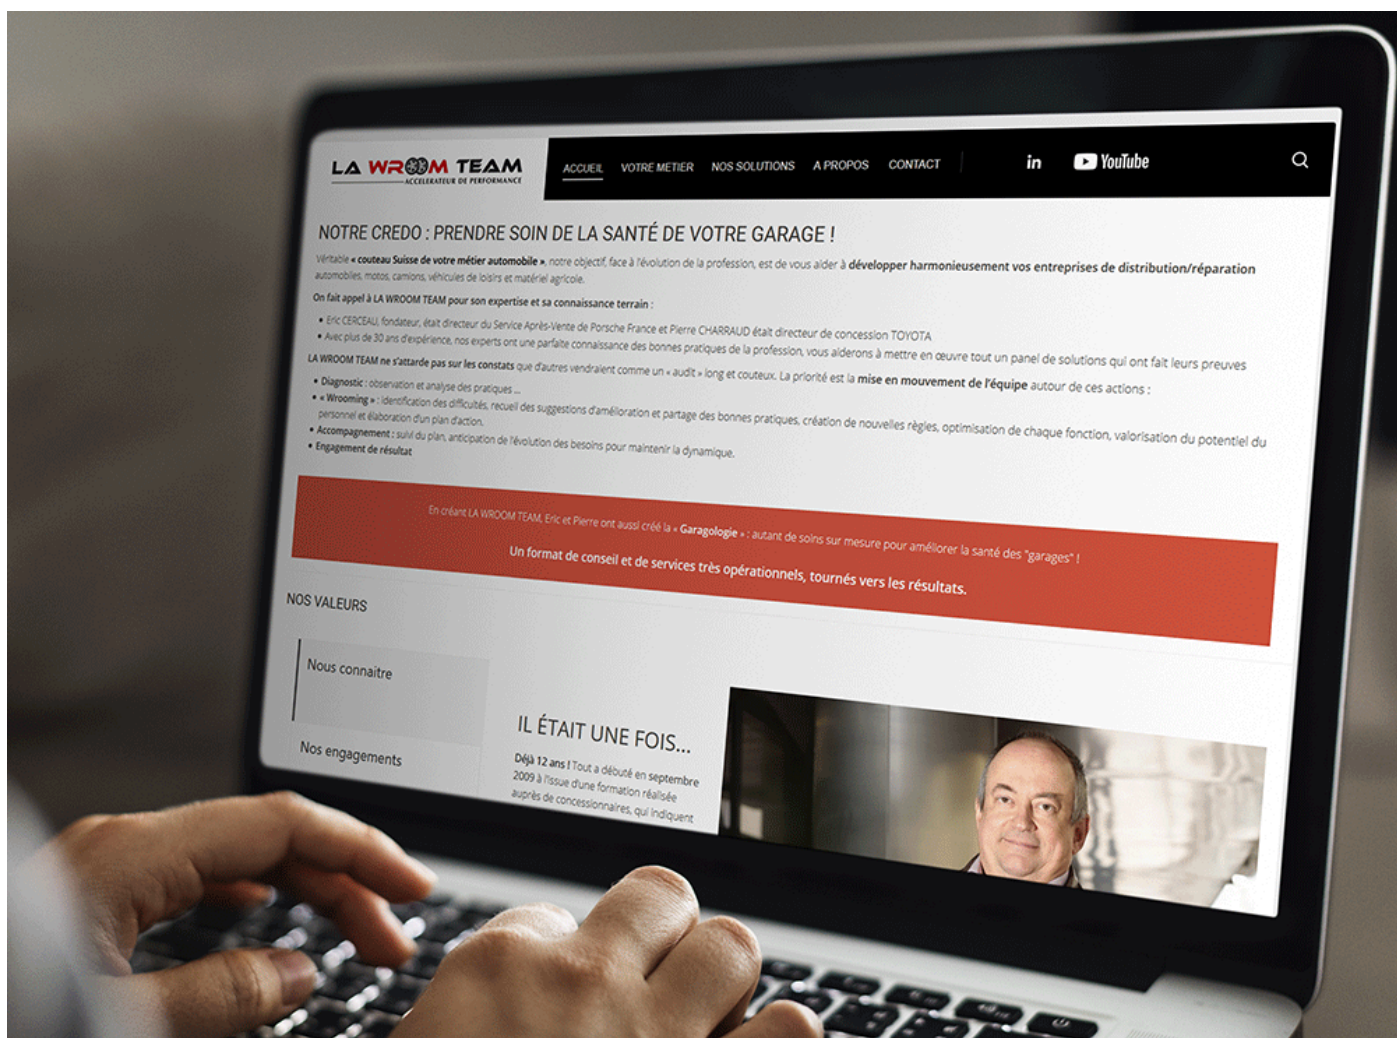 LA WROOM TEAM
ACCELERATEUR DE PERFORMANCE
ACCUEIL VOTRE METIER NOS SOLUTIONS A PROPOS CONTACT in YouTube
NOTRE CREDO : PRENDRE SOIN DE LA SANTÉ DE VOTRE GARAGE !
Véritable « couteau Suisse de votre métier automobile », notre objectif, face à l'évolution de la profession, est de vous aider à développer harmonieusement vos entreprises de distribution/réparation
automobiles, motos, camions, véhicules de loisirs et matériel agricole.
On fait appel à LA WROOM TEAM pour son expertise et sa connaissance terrain :
• Eric CERCEAU, fondateur, était directeur du Service Après-Vente de Porsche France et Pierre CHARRAUD était directeur de concession TOYOTA
• Avec plus de 30 ans d'expérience, nos experts ont une parfaite connaissance des bonnes pratiques de la profession, vous aiderons à mettre en œuvre tout un panel de solutions qui ont fait leurs preuves
LA WROOM TEAM ne s'attarde pas sur les constats que d'autres vendraient comme un « audit » long et couteux. La priorité est la mise en mouvement de l'équipe autour de ces actions :
• Diagnostic : observation et analyse des pratiques ...
• « Wrooming » : identification des difficultés, recueil des suggestions d'amélioration et partage des bonnes pratiques, création de nouvelles règles, optimisation de chaque fonction, valorisation du potentiel du
personnel et élaboration d'un plan d'action.
• Accompagnement : suivi du plan, anticipation de l'évolution des besoins pour maintenir la dynamique.
• Engagement de résultat
En créant LA WROOM TEAM, Eric et Pierre ont aussi créé la « Garagologie » : autant de soins sur mesure pour améliorer la santé des "garages" !
Un format de conseil et de services très opérationnels, tournés vers les résultats.
NOS VALEURS
Nous connaitre
Nos engagements
IL ÉTAIT UNE FOIS...
Déjà 12 ans ! Tout a débuté en septembre
2009 à l'issue d'une formation réalisée
auprès de concessionnaires, qui indiquent